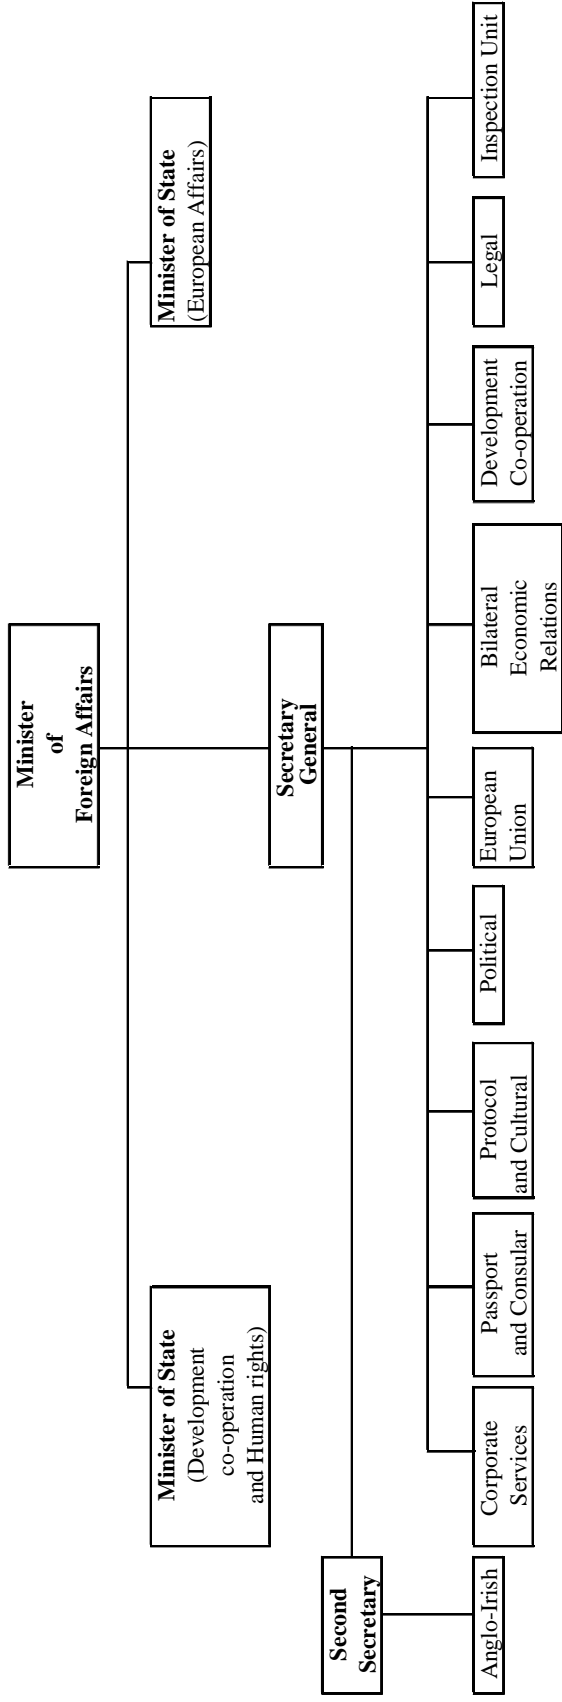 Minister
of
Foreign Affairs
Minister of State
(Development
co-operation
and Human rights)
Minister of State
(European Affairs)
Secretary
General
Second
Secretary
Anglo-Irish
Corporate
Services
Passport
and Consular
Protocol
and Cultural
Political
European
Union
Bilateral
Economic
Relations
Development
Co-operation
Legal
Inspection Unit